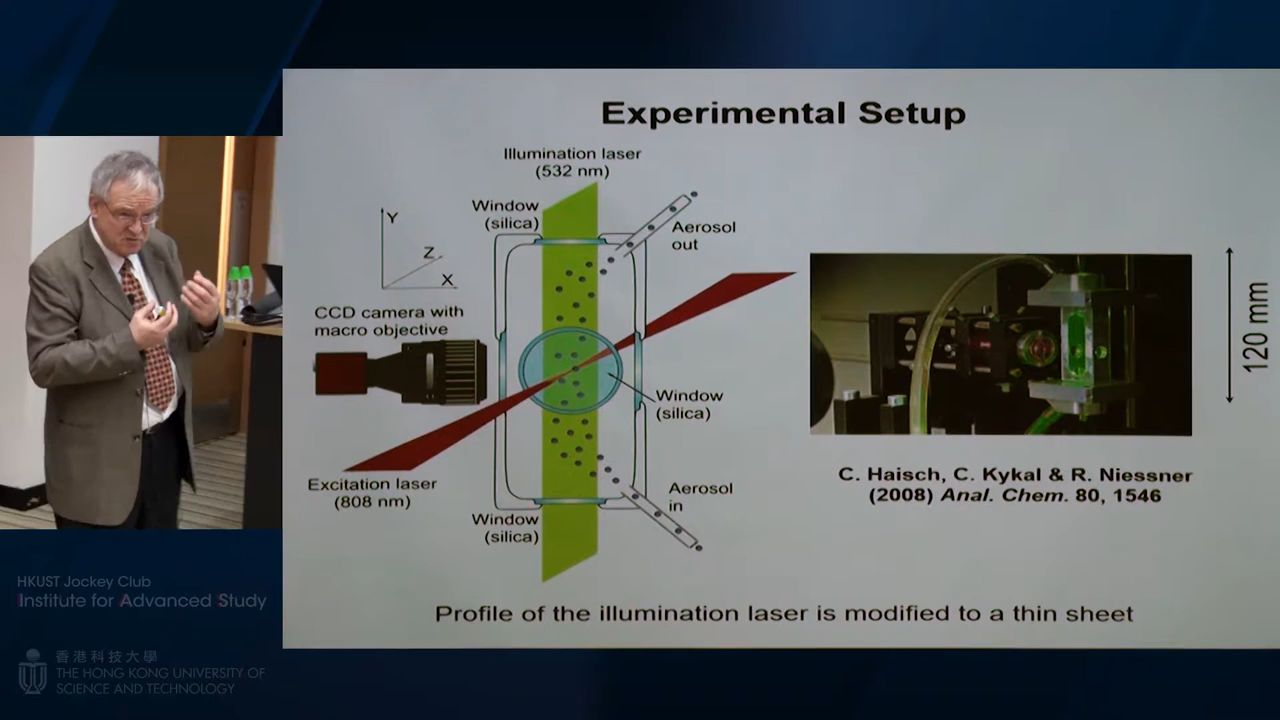 Experimental Setup
Illumination laser
(532 nm)
Window
(silica)
Aerosol
out
Y
Z
X
CCD camera with
macro objective
Window
(silica)
Excitation laser
(808 nm)
Aerosol
in
Window
(silica)
120 mm
C. Haisch, C. Kykal & R. Niessner
(2008) Anal. Chem. 80, 1546
Profile of the illumination laser is modified to a thin sheet
HKUST Jockey Club
Institute for Advanced Study
香港科技大學
THE HONG KONG UNIVERSITY OF
SCIENCE AND TECHNOLOGY